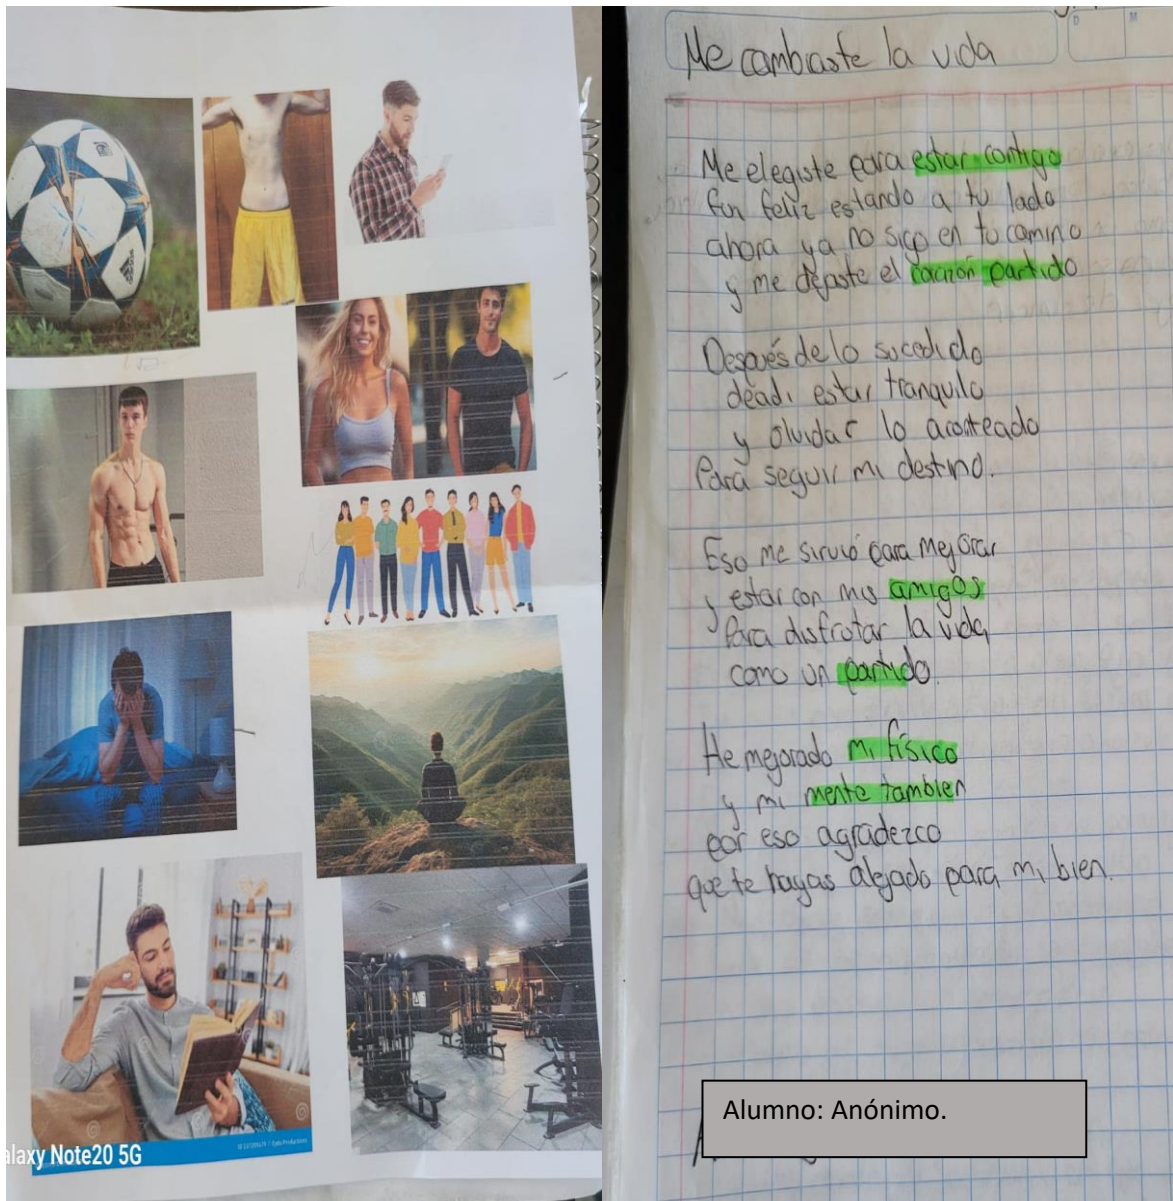 alaxy Note20 5G
Me cambiaste la vida
D
M
Me elegiste para estar contigo
fui feliz estando a tu lado
ahora ya no sigo en tu camino
y me dejaste el corazón partido
Después de lo sucedido
decidí estar tranquilo
y olvidar lo acontecido
Para seguir mi destino.
Eso me sirvió para mejorar
y estar con mis amigos
Para disfrutar la vida
como un partido.
He mejorado mi físico
y mi mente tambien
por eso agradezco
que te hayas alejado para mi bien.
Alumno: Anónimo.